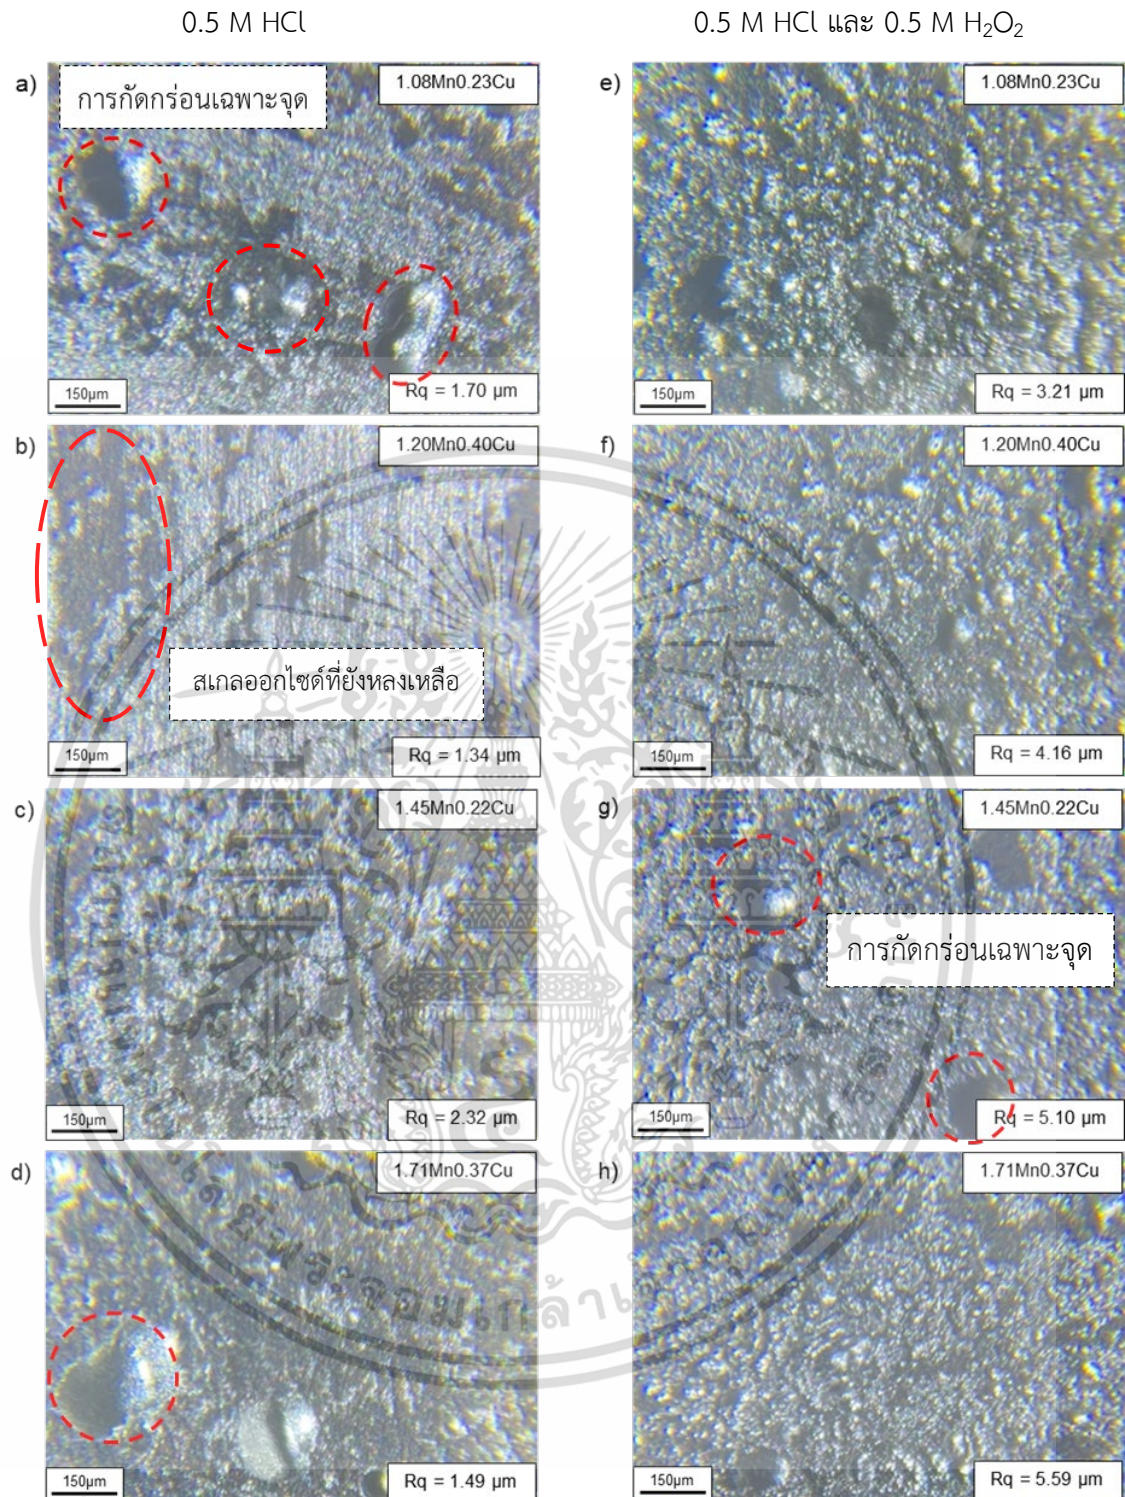 0.5 M HCl
0.5 M HCl และ 0.5 M H₂O₂
a)
การกัดกร่อนเฉพาะจุด
1.08Mn0.23Cu
150µm
Rq = 1.70 µm
e)
1.08Mn0.23Cu
150µm
Rq = 3.21 µm
b)
1.20Mn0.40Cu
สเกลออกไซด์ที่ยังหลงเหลือ
150µm
Rq = 1.34 µm
f)
1.20Mn0.40Cu
150µm
Rq = 4.16 µm
c)
1.45Mn0.22Cu
150µm
Rq = 2.32 µm
g)
1.45Mn0.22Cu
การกัดกร่อนเฉพาะจุด
150µm
Rq = 5.10 µm
d)
1.71Mn0.37Cu
150µm
Rq = 1.49 µm
h)
1.71Mn0.37Cu
150µm
Rq = 5.59 µm